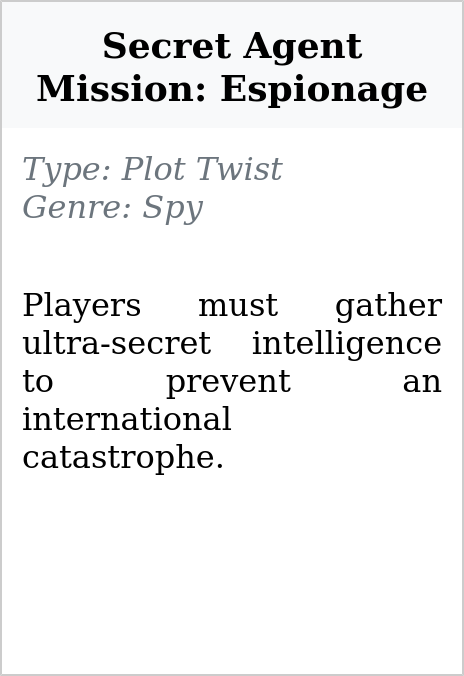 Secret Agent
Mission: Espionage
Type: Plot Twist
Genre: Spy
Players must gather
ultra-secret intelligence
to prevent an
international
catastrophe.